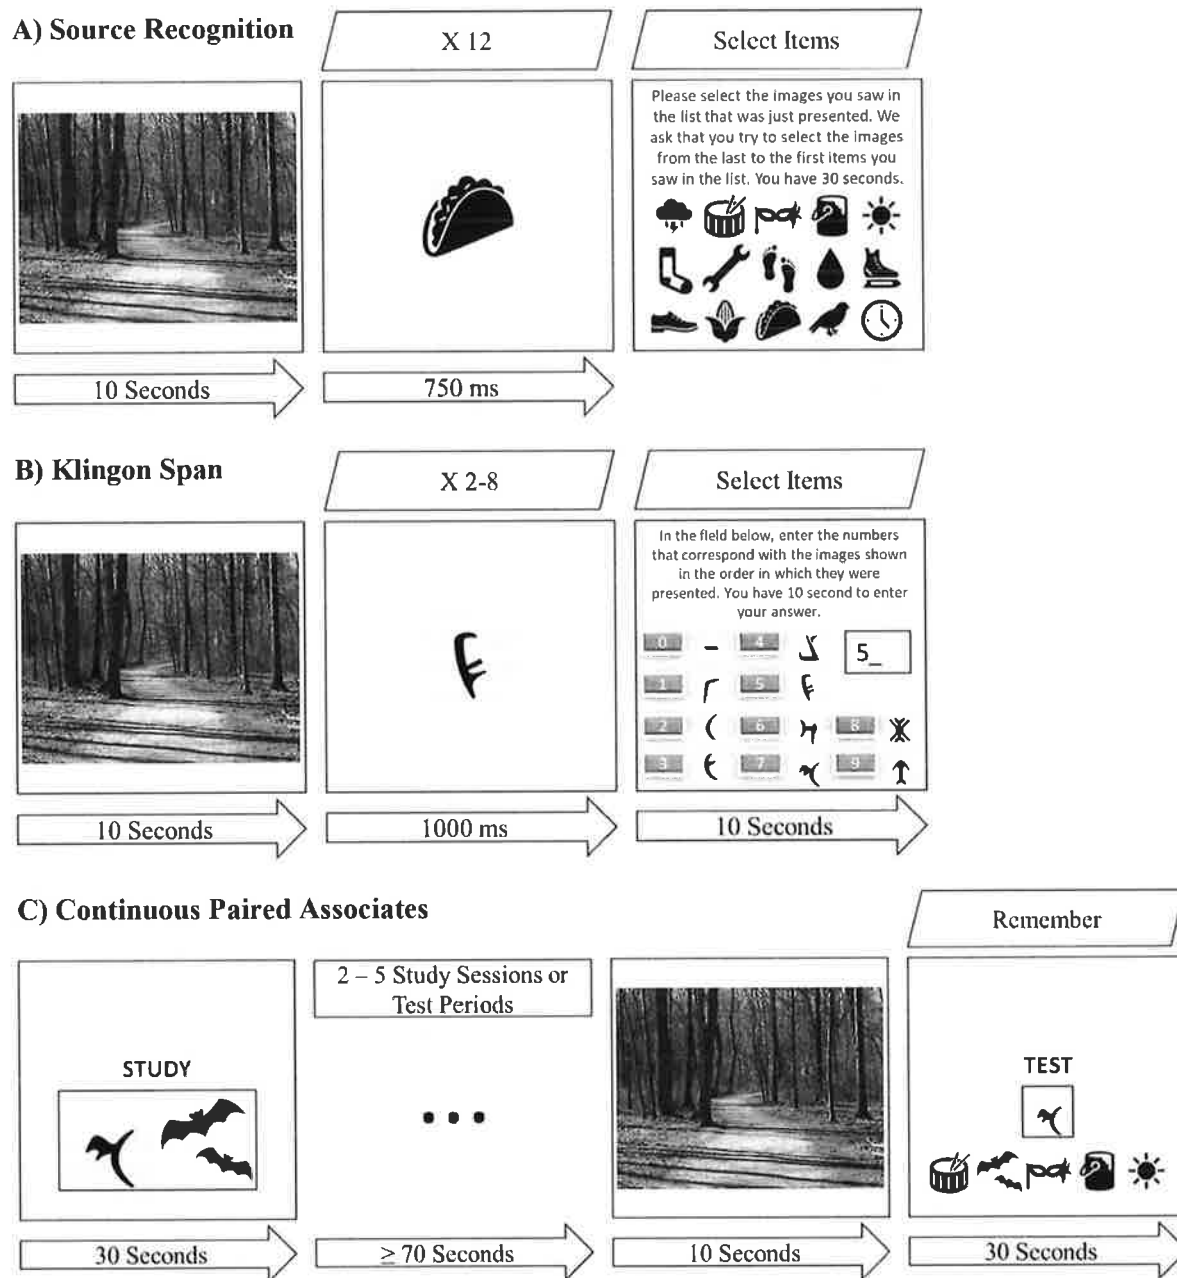 A) Source Recognition
X 12
Select Items
Please select the images you saw in
the list that was just presented. We
ask that you try to select the images
from the last to the first items you
saw in the list. You have 30 seconds.
10 Seconds
750 ms
B) Klingon Span
X 2-8
Select Items
In the field below, enter the numbers
that correspond with the images shown
in the order in which they were
presented. You have 10 second to enter
your answer.
0
4
5_
1
5
2
6
8
3
7
9
10 Seconds
1000 ms
10 Seconds
C) Continuous Paired Associates
Remember
2 – 5 Study Sessions or
Test Periods
STUDY
TEST
30 Seconds
≥ 70 Seconds
10 Seconds
30 Seconds